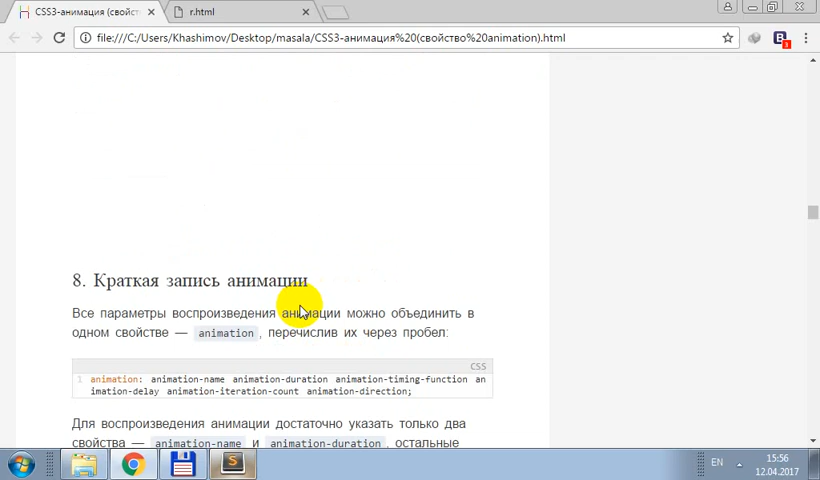 CSS3-анимация (свойст
r.html
file:///C:/Users/Khashimov/Desktop/masala/CSS3-анимация%20(свойство%20animation).html
3
8. Краткая запись анимации
Все параметры воспроизведения анимации можно объединить в
одном свойстве — animation, перечислив их через пробел:
CSS
1 animation: animation-name animation-duration animation-timing-function an
imation-delay animation-iteration-count animation-direction;
Для воспроизведения анимации достаточно указать только два
свойства — animation-name и animation-duration, остальные
EN
15:56
12.04.2017